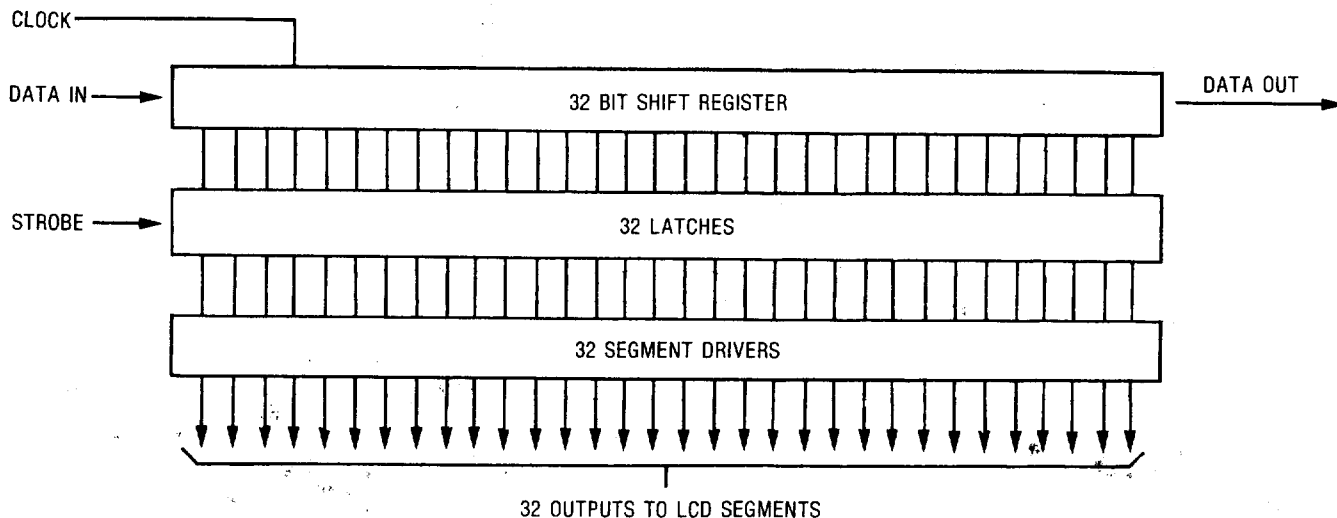 CLOCK
DATA IN
32 BIT SHIFT REGISTER
DATA OUT
STROBE
32 LATCHES
32 SEGMENT DRIVERS
32 OUTPUTS TO LCD SEGMENTS